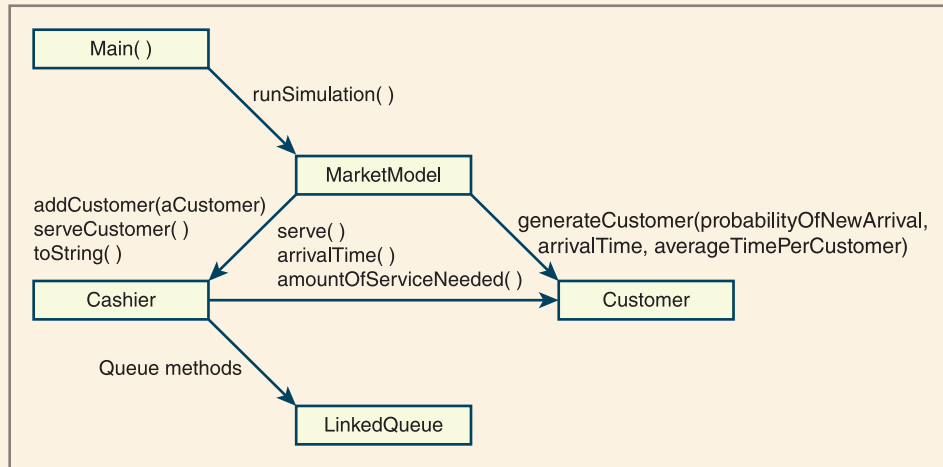 Main( )
runSimulation( )
MarketModel
addCustomer(aCustomer)
serveCustomer( )
toString( )
serve( )
arrivalTime( )
amountOfServiceNeeded( )
generateCustomer(probabilityOfNewArrival,
arrivalTime, averageTimePerCustomer)
Cashier
Customer
Queue methods
LinkedQueue